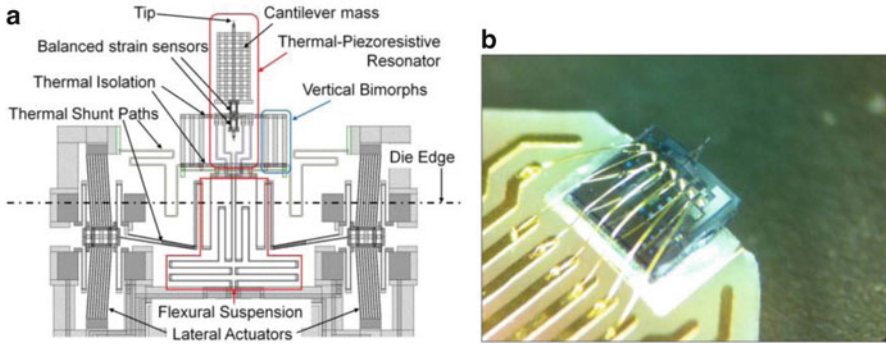 a
Tip
Cantilever mass
Balanced strain sensors
Thermal-Piezoresistive
Resonator
Thermal Isolation
Vertical Bimorphs
Thermal Shunt Paths
Die Edge
Flexural Suspension
Lateral Actuators
b